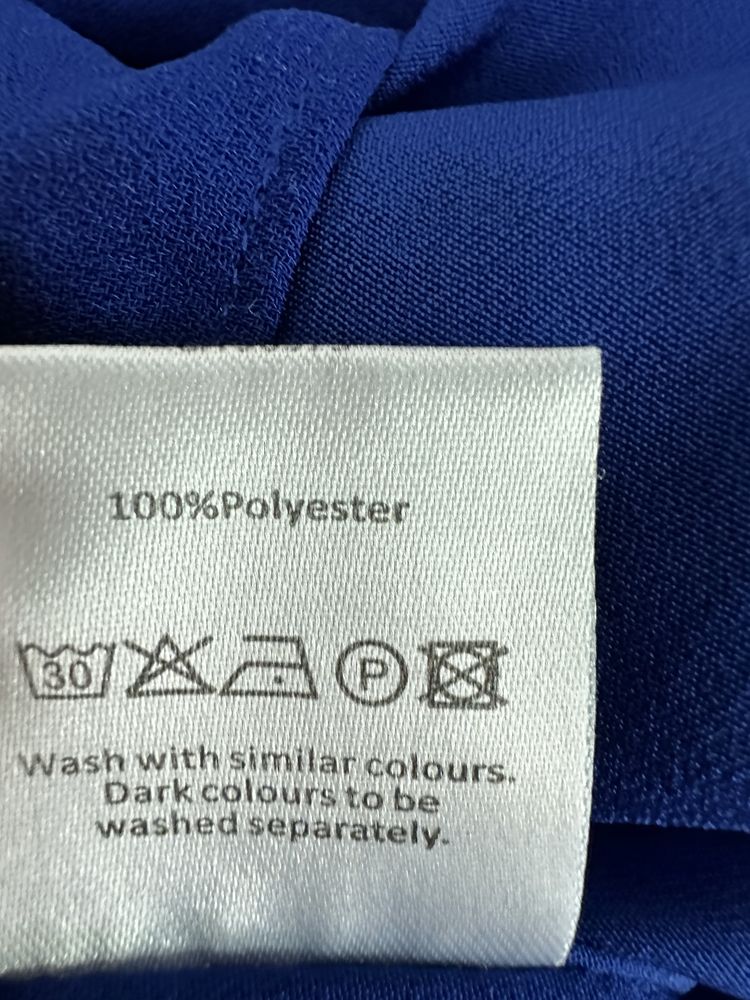 100%Polyester
30 P
Wash with similar colours.
Dark colours to be
washed separately.